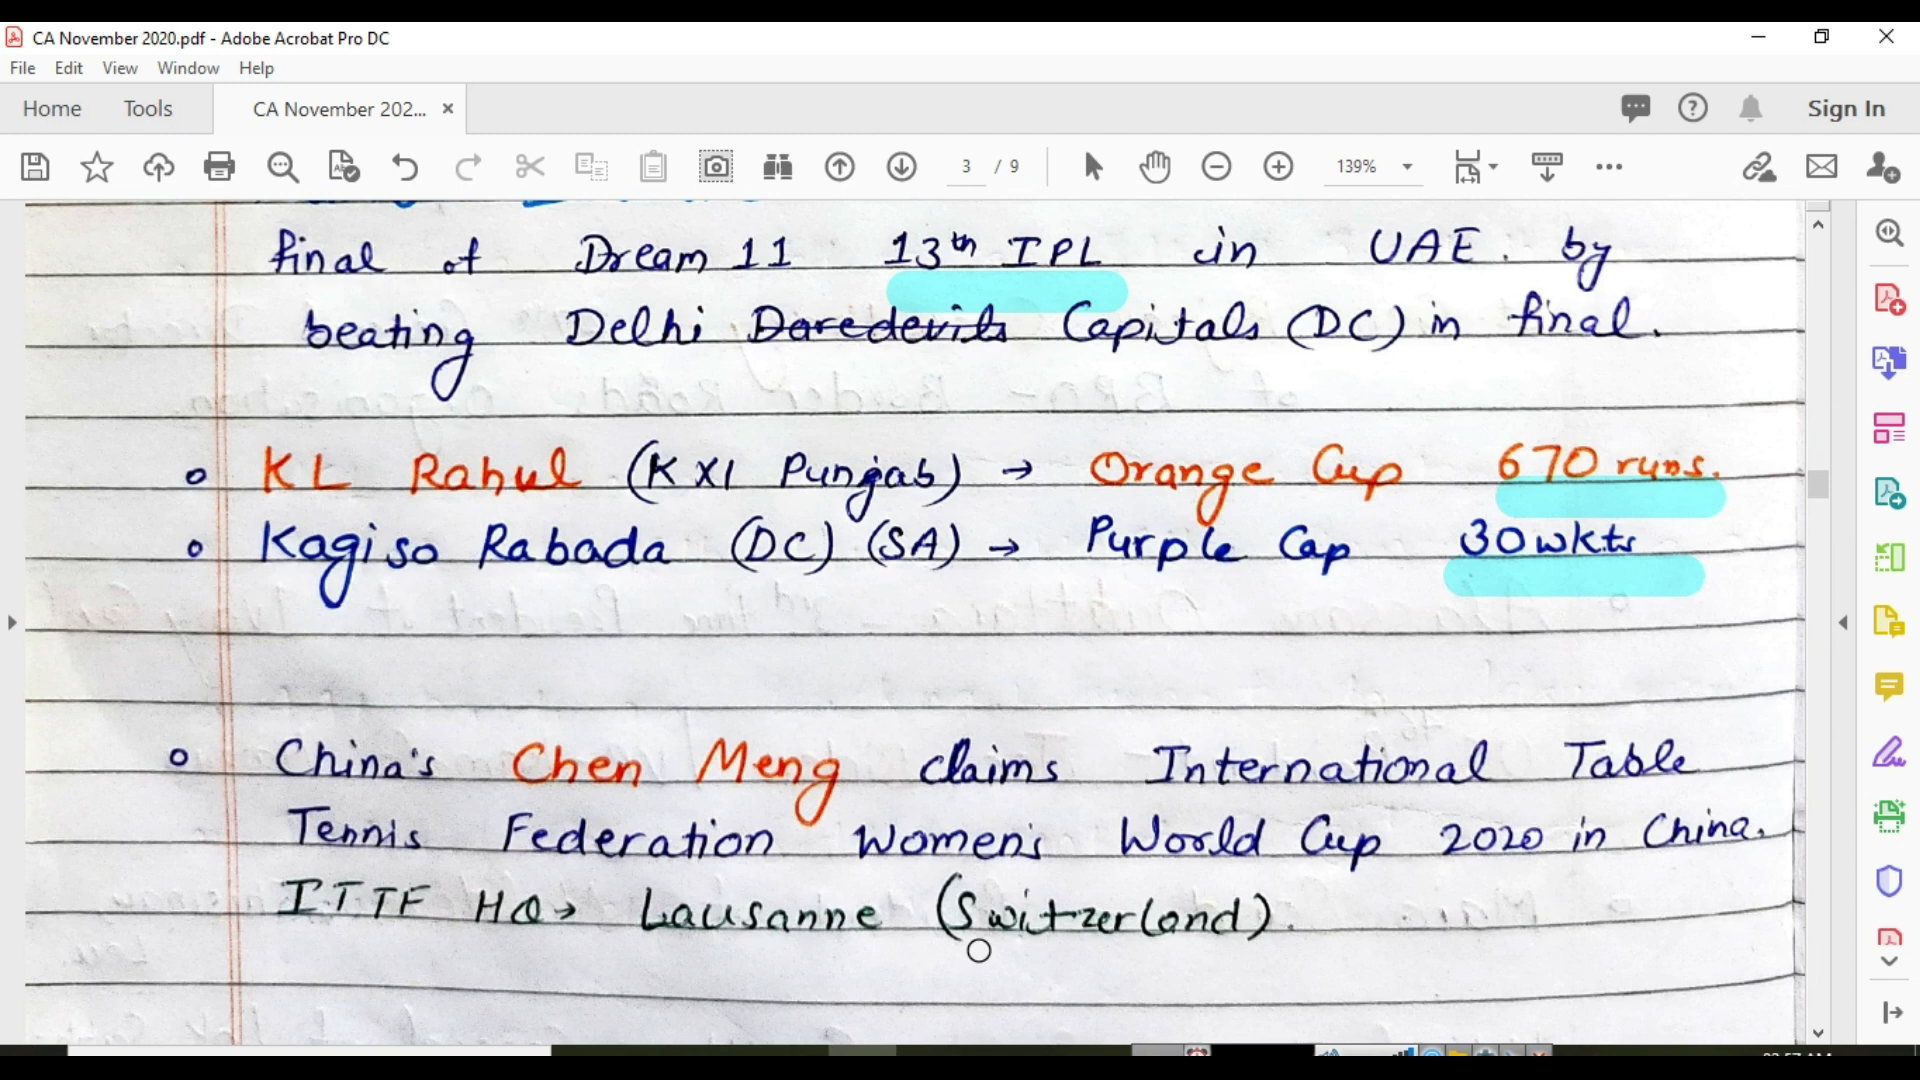 CA November 2020.pdf - Adobe Acrobat Pro DC
File Edit View Window Help
Home Tools CA November 202... × Sign In
3 / 9 139%
final of Dream 11 13th IPL in UAE. by
beating Delhi Daredevils Capitals (DC) in final.
o KL Rahul (KXI Punjab) → Orange Cup 670 runs.
o Kagiso Rabada (DC) (SA) → Purple Cap 30 wkts
o China's Chen Meng claims International Table
Tennis Federation Women's World Cup 2020 in China.
ITTF HQ → Lausanne (Switzerland).